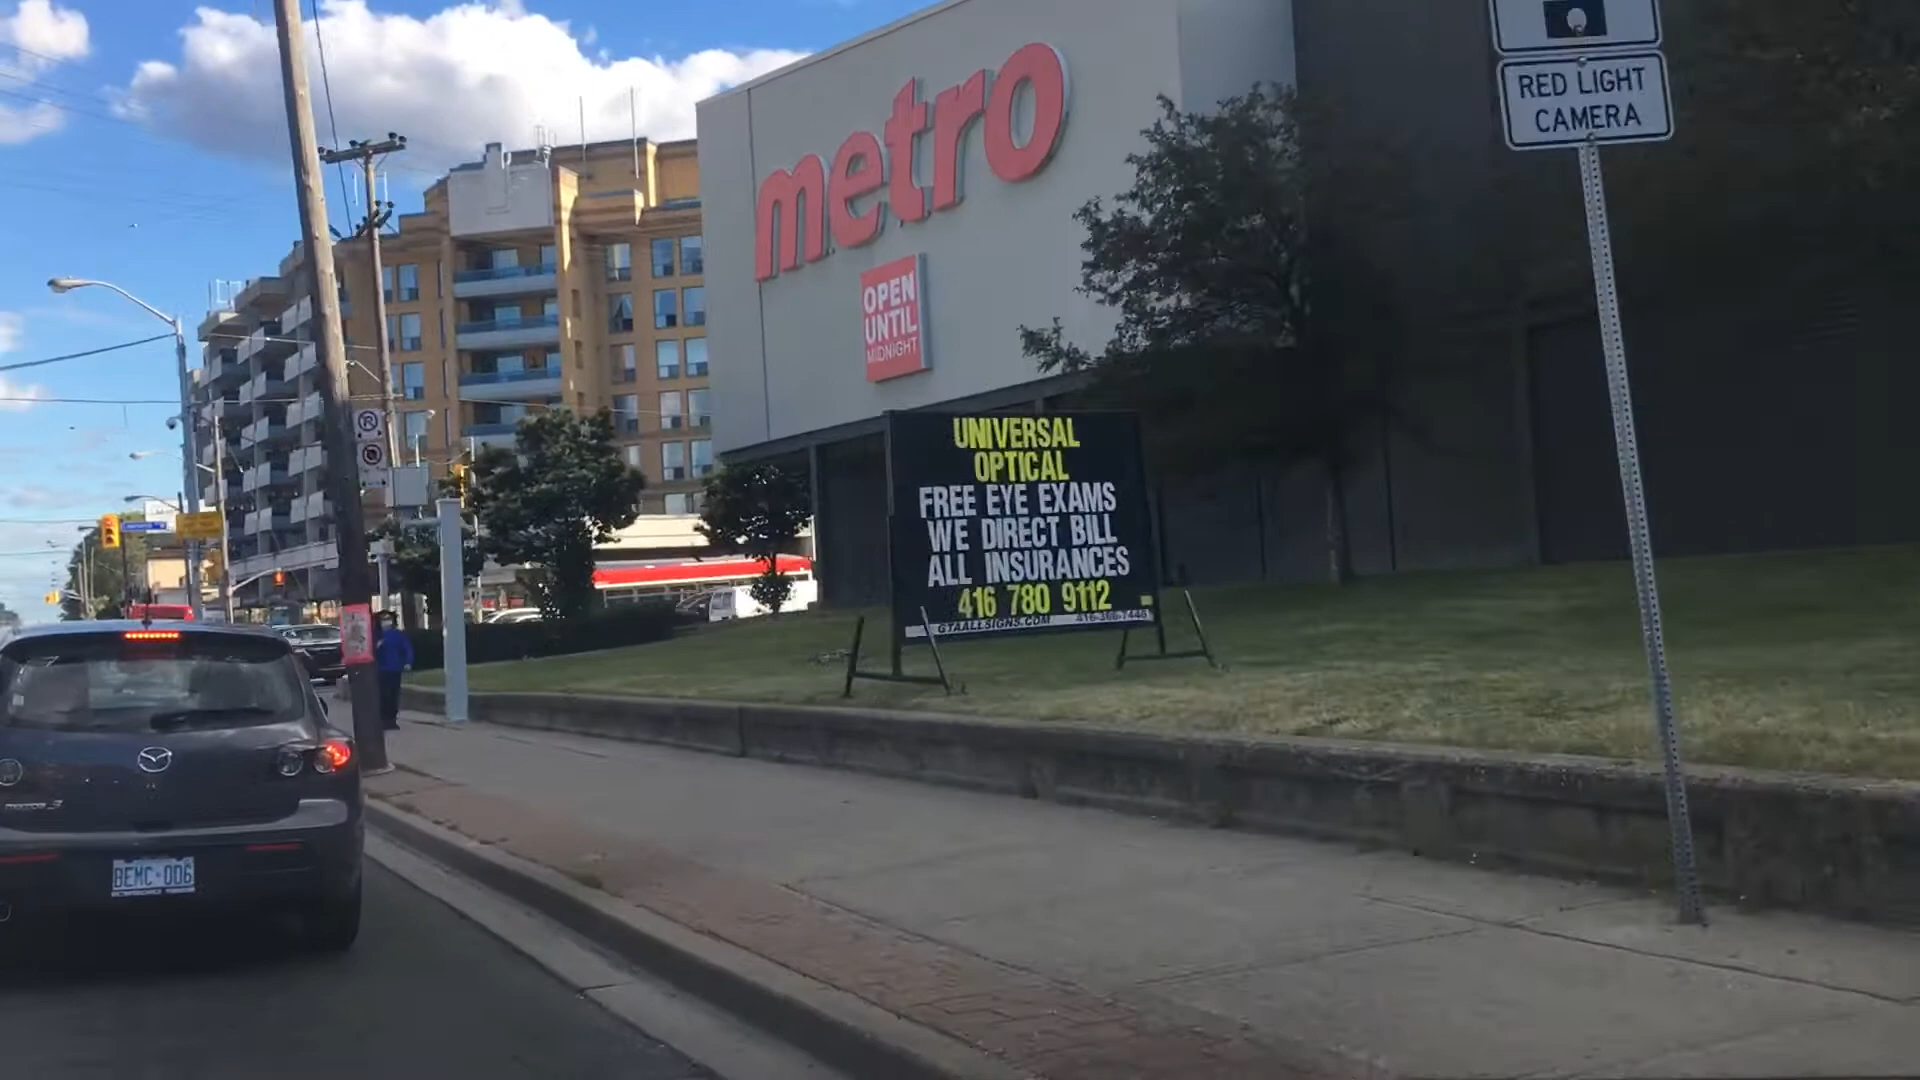 metro
OPEN
UNTIL
MIDNIGHT
RED LIGHT
CAMERA
UNIVERSAL
OPTICAL
FREE EYE EXAMS
WE DIRECT BILL
ALL INSURANCES
416 780 9112
GTAALLSIGNS.COM
BEMC·006